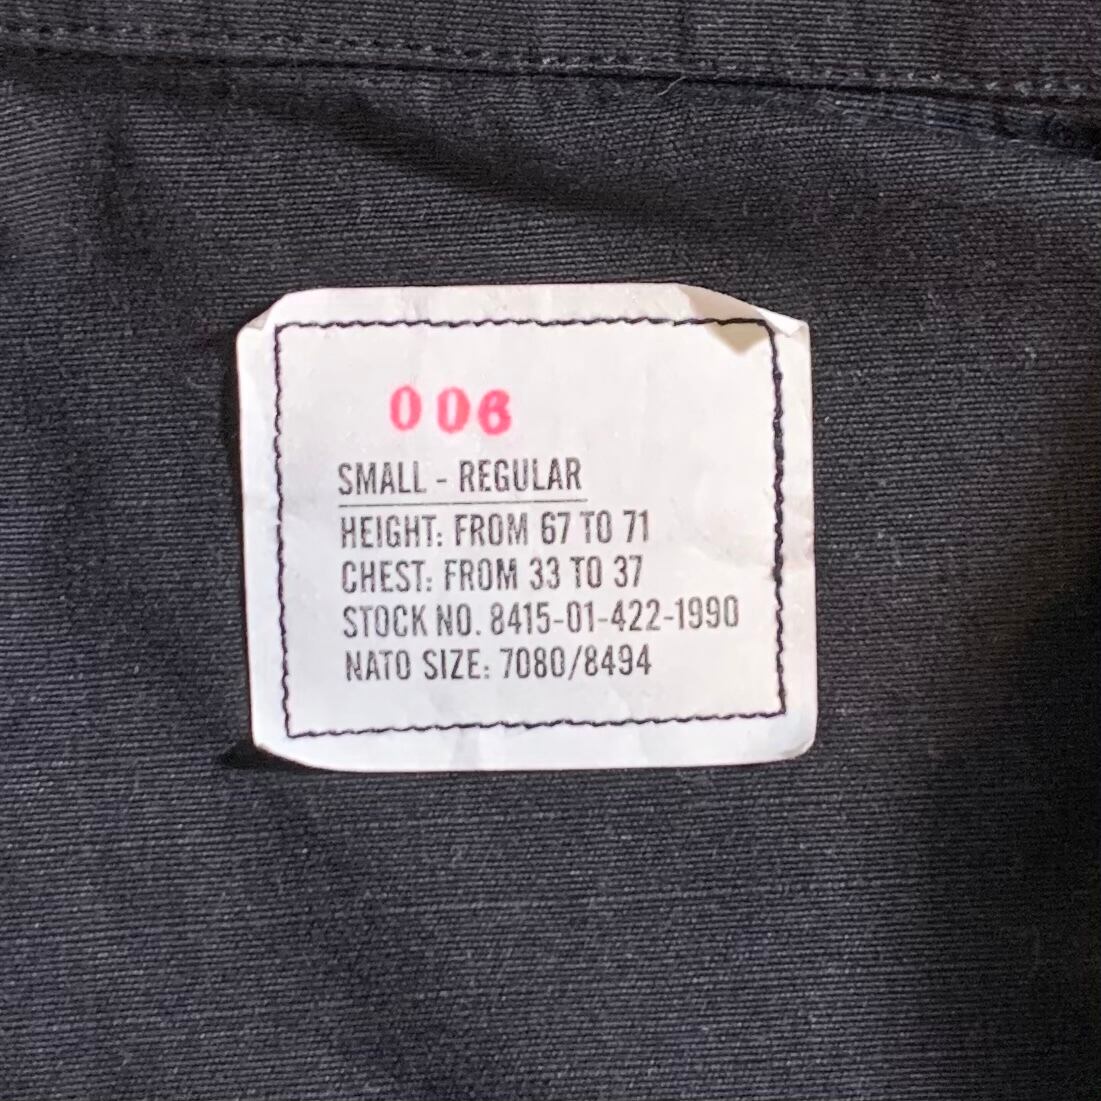 006
SMALL - REGULAR
HEIGHT: FROM 67 TO 71
CHEST: FROM 33 TO 37
STOCK NO. 8415-01-422-1990
NATO SIZE: 7080/8494